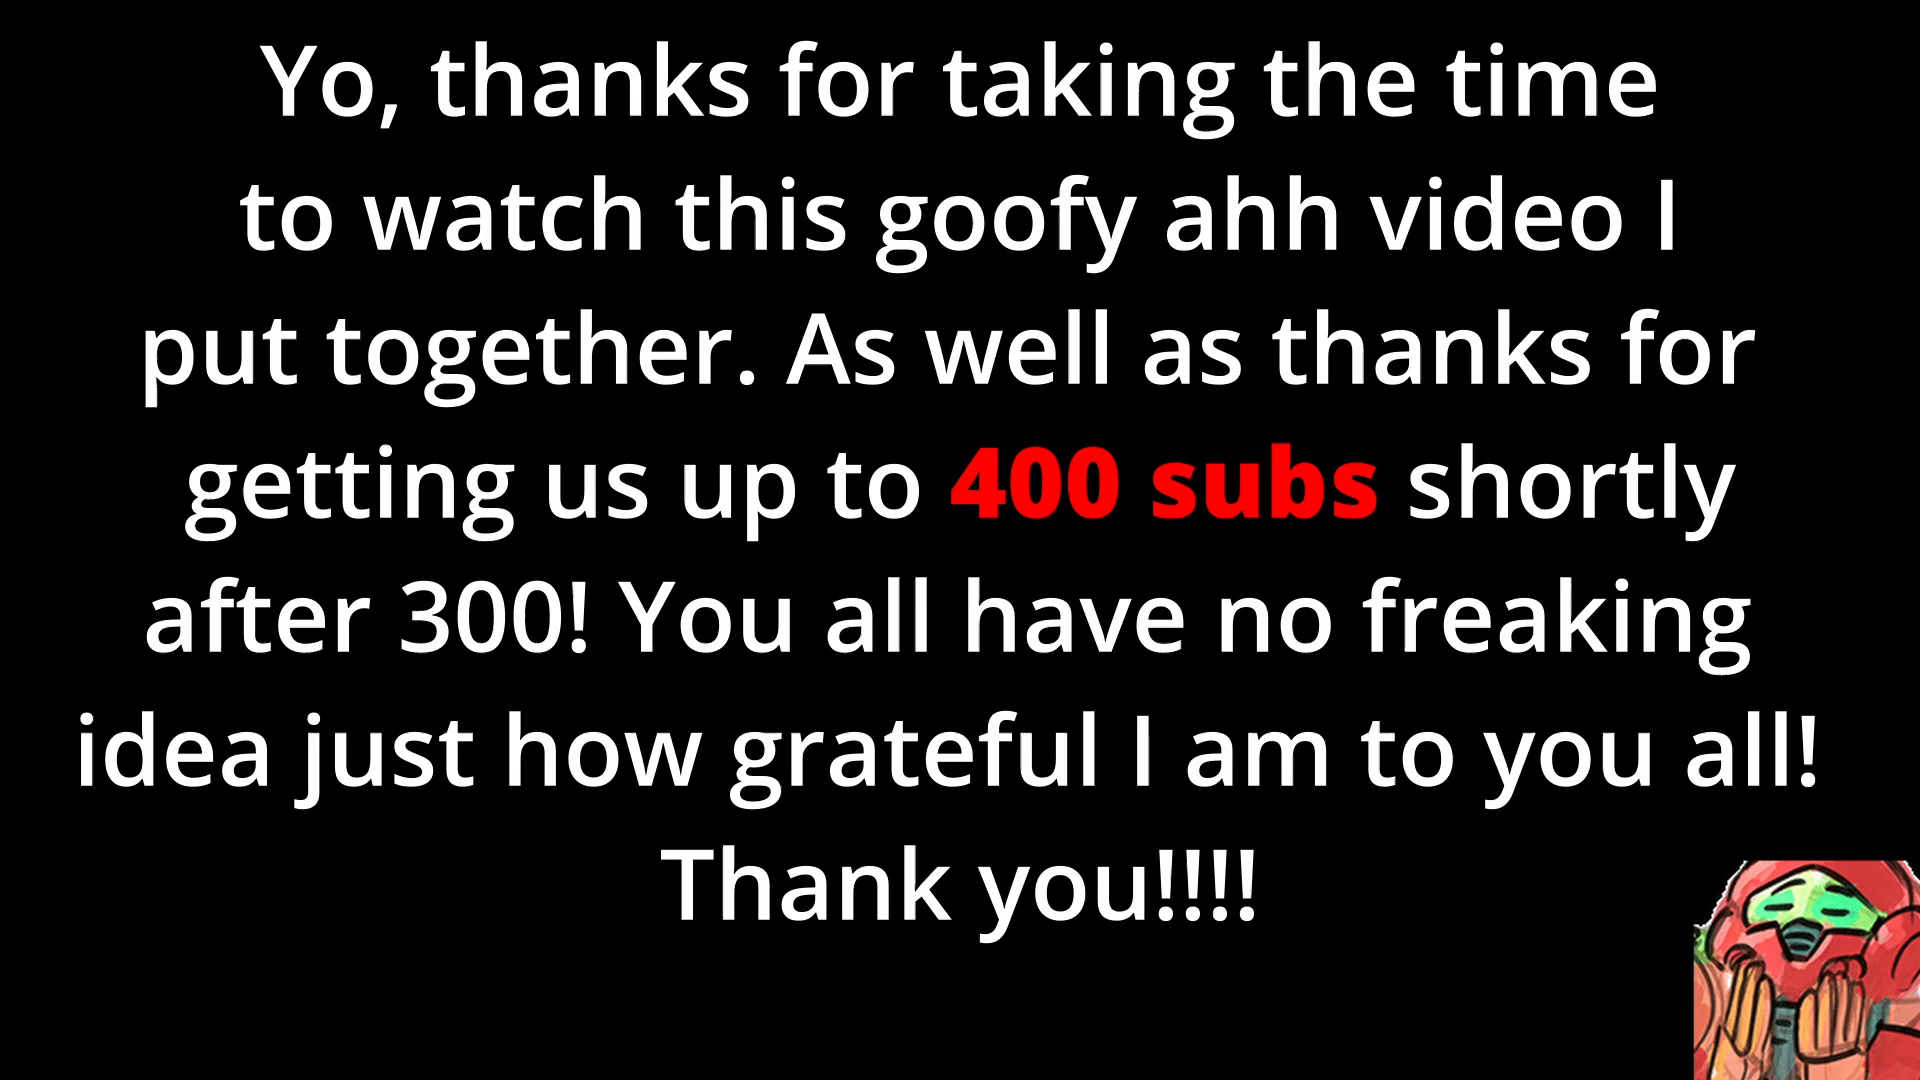 Yo, thanks for taking the time
to watch this goofy ahh video I
put together. As well as thanks for
getting us up to 400 subs shortly
after 300! You all have no freaking
idea just how grateful I am to you all!
Thank you!!!!